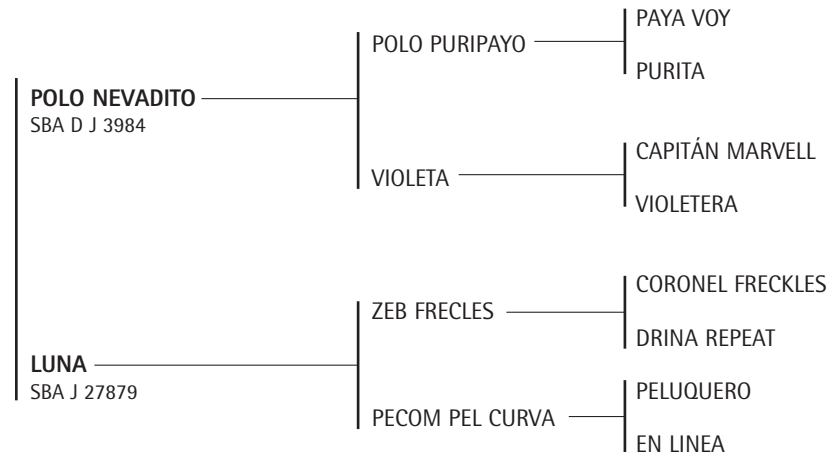 PAYA VOY
POLO PURIPAYO
PURITA
POLO NEVADITO
SBA D J 3984
CAPITÁN MARVELL
VIOLETA
VIOLETERA
CORONEL FRECKLES
ZEB FRECLES
DRINA REPEAT
LUNA
SBA J 27879
PELUQUERO
PECOM PEL CURVA
EN LINEA